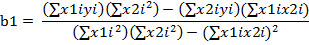 b1 = (∑x1iyi)(∑x2i²) − (∑x2iyi)(∑x1ix2i) / (∑x1i²)(∑x2i²) − (∑x1ix2i)²